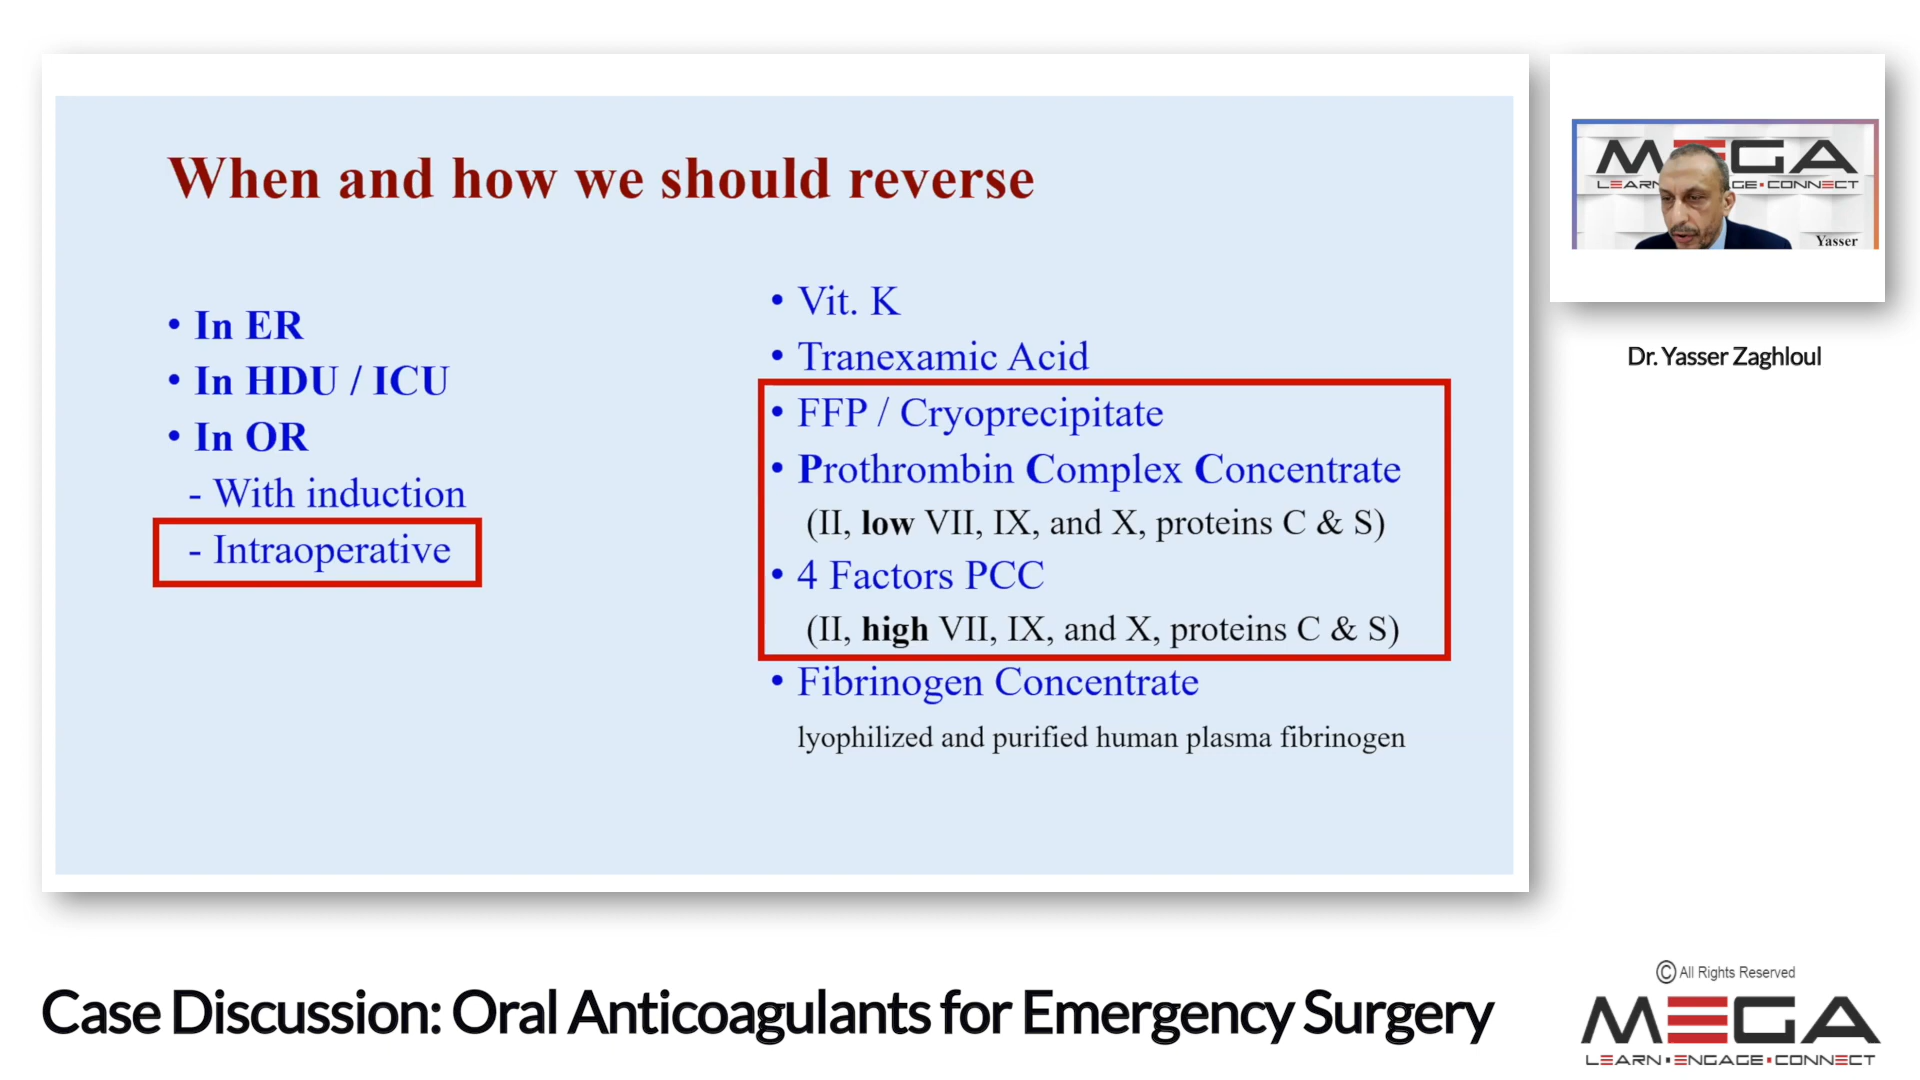 When and how we should reverse
• In ER
• In HDU / ICU
• In OR
- With induction
- Intraoperative
• Vit. K
• Tranexamic Acid
• FFP / Cryoprecipitate
• Prothrombin Complex Concentrate
(II, low VII, IX, and X, proteins C & S)
• 4 Factors PCC
(II, high VII, IX, and X, proteins C & S)
• Fibrinogen Concentrate
lyophilized and purified human plasma fibrinogen
Yasser
Dr. Yasser Zaghloul
Case Discussion: Oral Anticoagulants for Emergency Surgery
© All Rights Reserved
MEGA
LEARN • ENGAGE • CONNECT